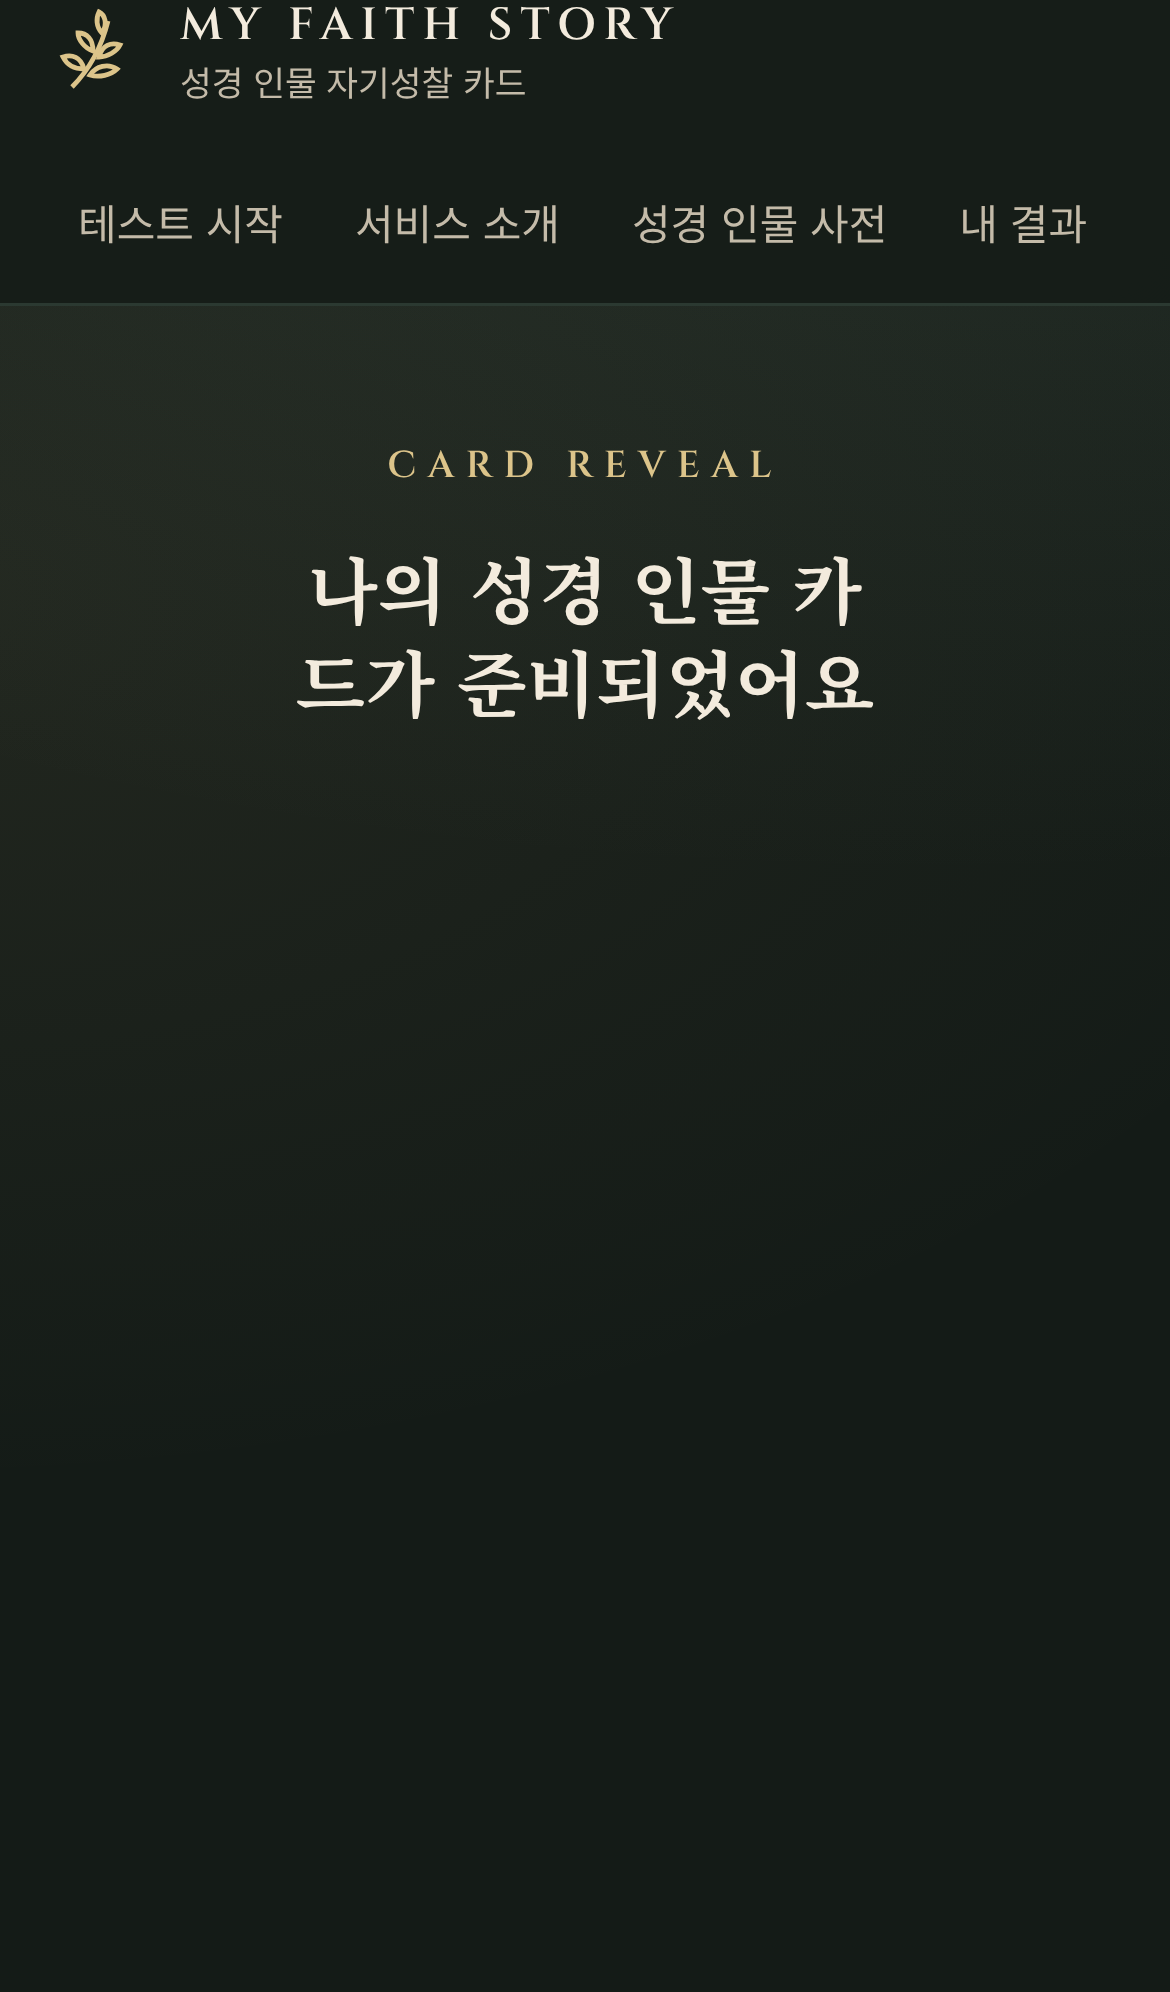 MY FAITH STORY
성경 인물 자기성찰 카드
테스트 시작 서비스 소개 성경 인물 사전 내 결과
CARD REVEAL
나의 성경 인물 카
드가 준비되었어요